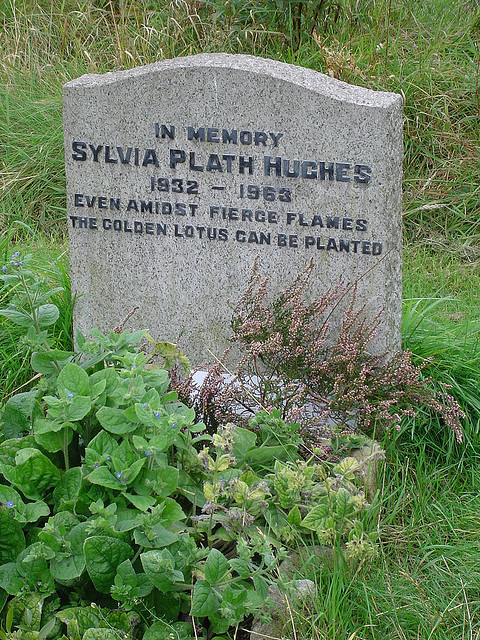 IN MEMORY
SYLVIA PLATH HUGHES
1932 - 1963
EVEN AMIDST FIERCE FLAMES
THE GOLDEN LOTUS CAN BE PLANTED